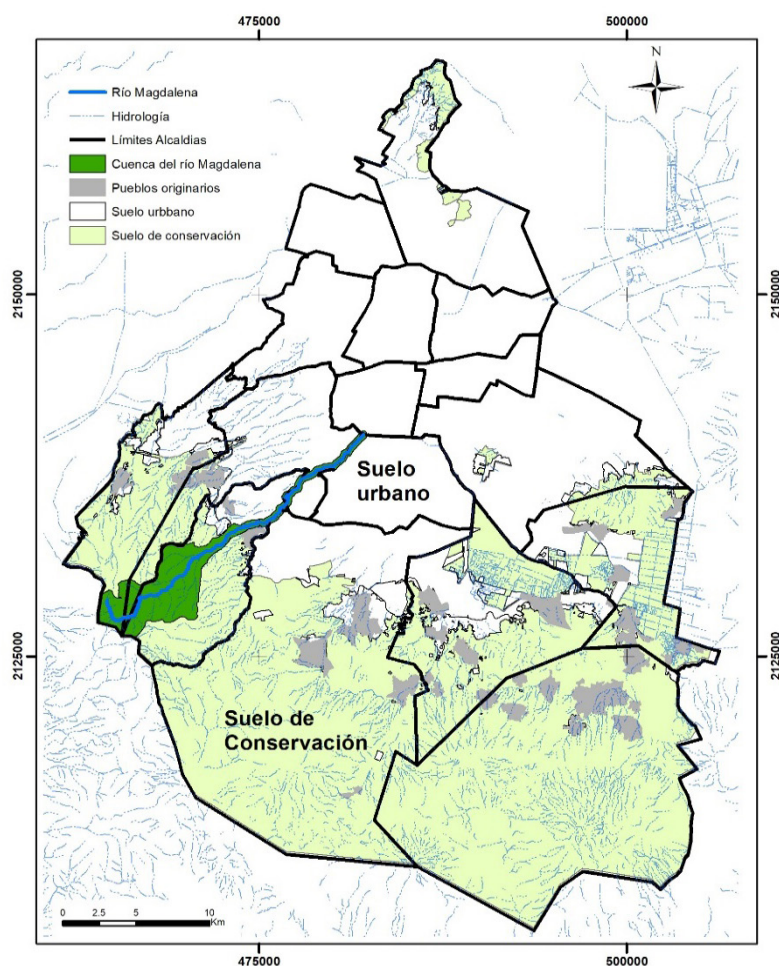 475000
500000
N
Río Magdalena
Hidrología
Límites Alcaldias
Cuenca del río Magdalena
Pueblos originarios
Suelo urbbano
Suelo de conservación
2150000
2150000
Suelo
urbano
2125000
2125000
Suelo de
Conservación
0 2.5 5 10
Km
475000
500000